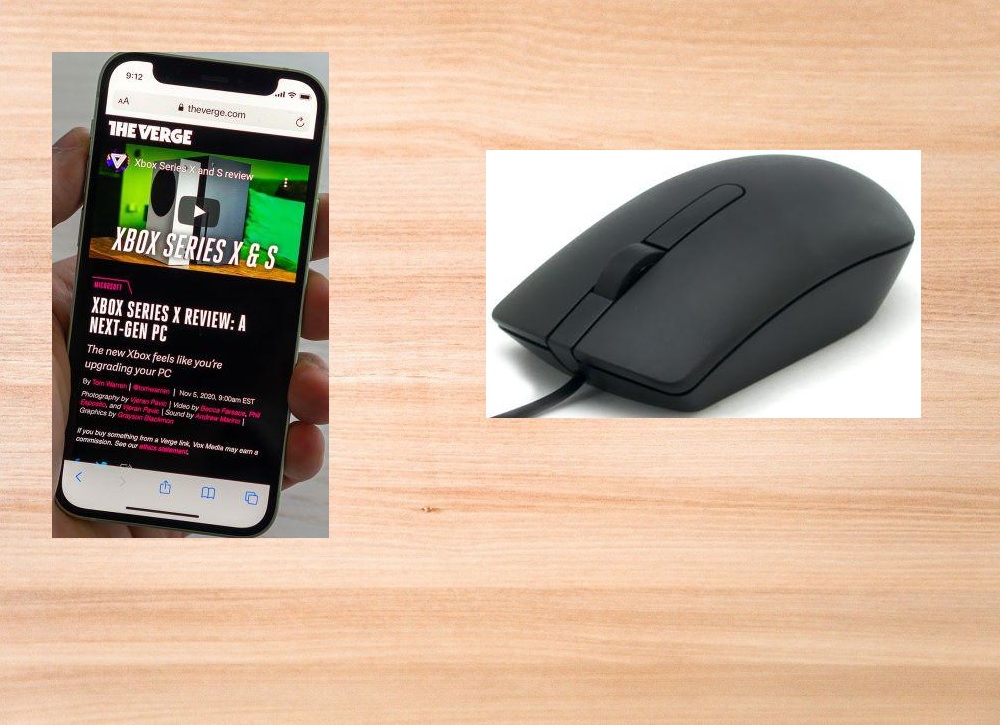 9:12
AA theverge.com
THE VERGE
Xbox Series X and S review
XBOX SERIES X & S
MICROSOFT
XBOX SERIES X REVIEW: A
NEXT-GEN PC
The new Xbox feels like you're
upgrading your PC
By Tom Warren | @tomwarren | Nov 5, 2020, 9:00am EST
Photography by Vjeran Pavic | Video by Becca Farsace, Phil
Esposito, and Vjeran Pavic | Sound by Andrew Marino |
Graphics by Grayson Blackmon
If you buy something from a Verge link, Vox Media may earn a
commission. See our ethics statement.